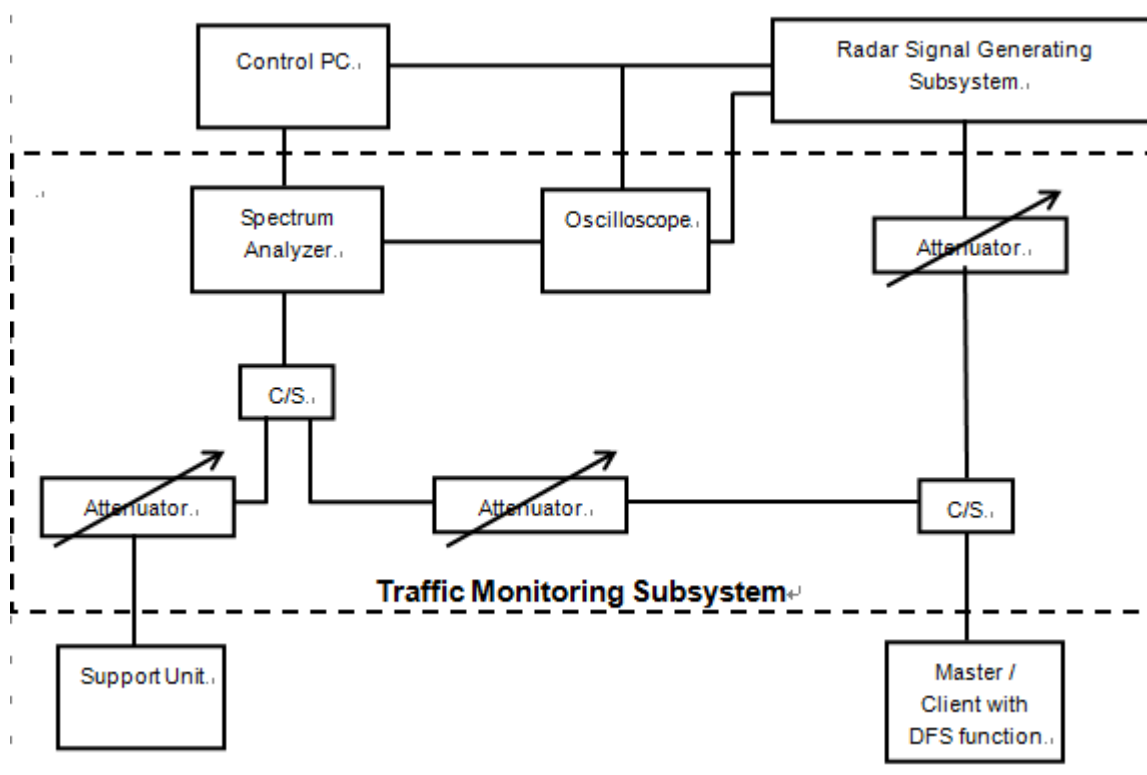 Control PC.
Radar Signal Generating
Subsystem.
Spectrum
Analyzer.
Oscilloscope.
Attenuator.
C/S.
Attenuator.
Attenuator.
C/S.
Traffic Monitoring Subsystem↵
Support Unit.
Master /
Client with
DFS function.